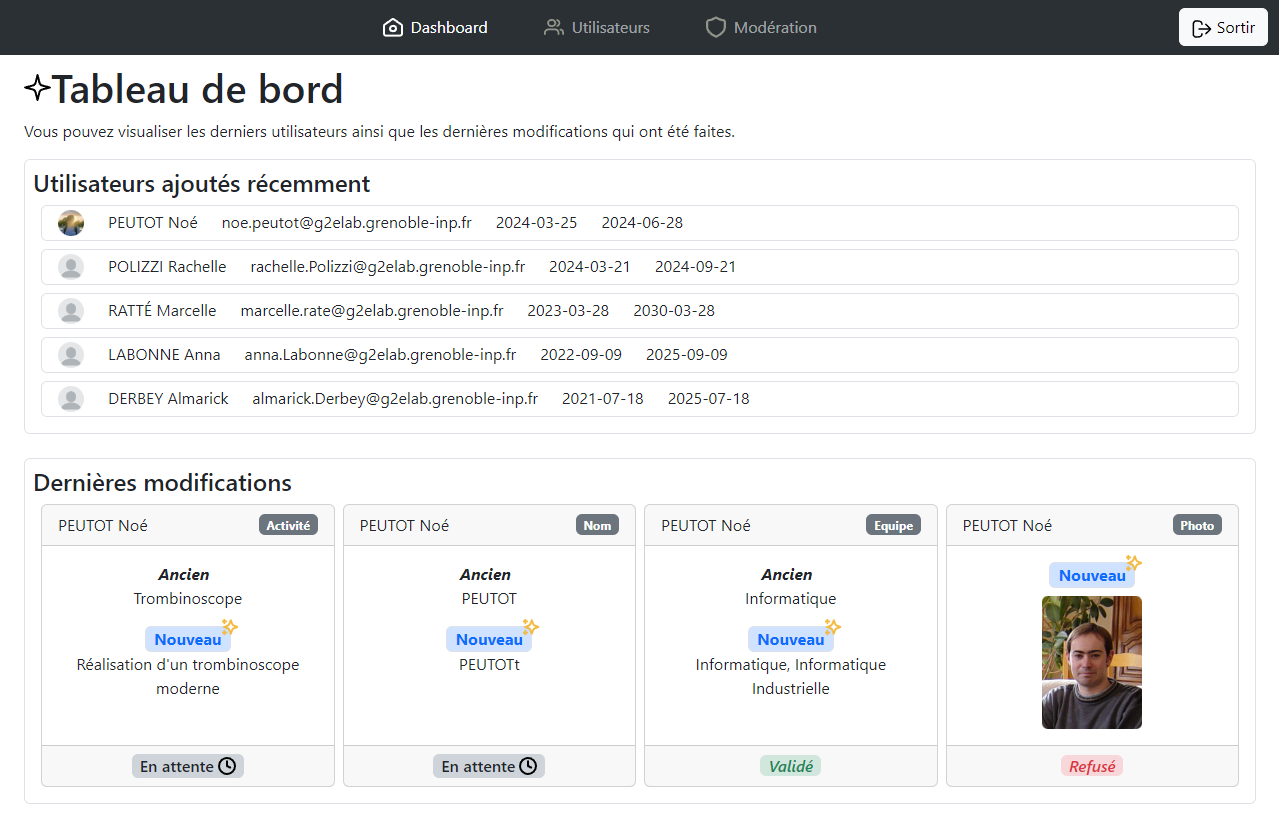 Dashboard Utilisateurs Modération Sortir
Tableau de bord
Vous pouvez visualiser les derniers utilisateurs ainsi que les dernières modifications qui ont été faites.
Utilisateurs ajoutés récemment
PEUTOT Noé noe.peutot@g2elab.grenoble-inp.fr 2024-03-25 2024-06-28
POLIZZI Rachelle rachelle.Polizzi@g2elab.grenoble-inp.fr 2024-03-21 2024-09-21
RATTÉ Marcelle marcelle.rate@g2elab.grenoble-inp.fr 2023-03-28 2030-03-28
LABONNE Anna anna.Labonne@g2elab.grenoble-inp.fr 2022-09-09 2025-09-09
DERBEY Almarick almarick.Derbey@g2elab.grenoble-inp.fr 2021-07-18 2025-07-18
Dernières modifications
PEUTOT Noé Activité
Ancien
Trombinoscope
Nouveau
Réalisation d'un trombinoscope
moderne
En attente
PEUTOT Noé Nom
Ancien
PEUTOT
Nouveau
PEUTOTt
En attente
PEUTOT Noé Equipe
Ancien
Informatique
Nouveau
Informatique, Informatique
Industrielle
Validé
PEUTOT Noé Photo
Nouveau
Refusé